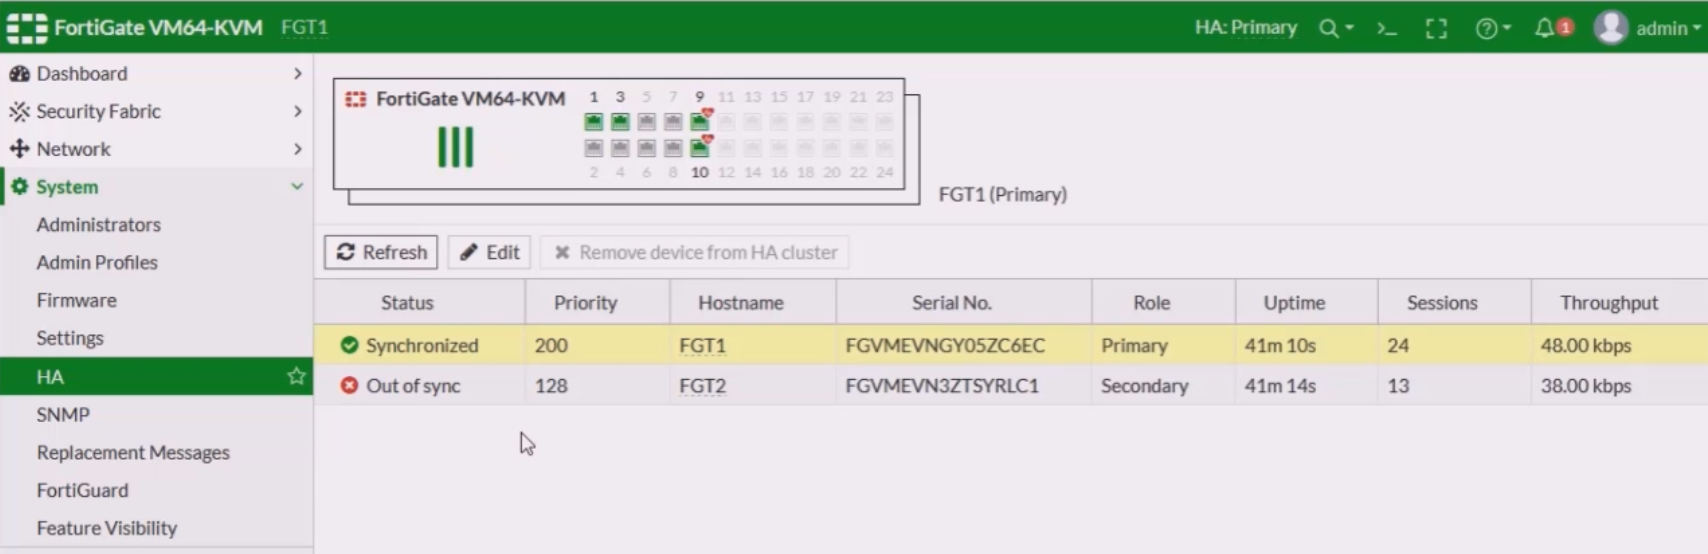 FortiGate VM64-KVM FGT1 HA: Primary >_ ? 1 admin
Dashboard
Security Fabric
Network
System
Administrators
Admin Profiles
Firmware
Settings
HA
SNMP
Replacement Messages
FortiGuard
Feature Visibility
FortiGate VM64-KVM 1 3 5 7 9 11 13 15 17 19 21 23
2 4 6 8 10 12 14 16 18 20 22 24
FGT1 (Primary)
Refresh Edit Remove device from HA cluster
Status Priority Hostname Serial No. Role Uptime Sessions Throughput
Synchronized 200 FGT1 FGVMEVNGY05ZC6EC Primary 41m 10s 24 48.00 kbps
Out of sync 128 FGT2 FGVMEVN3ZTSYRLC1 Secondary 41m 14s 13 38.00 kbps